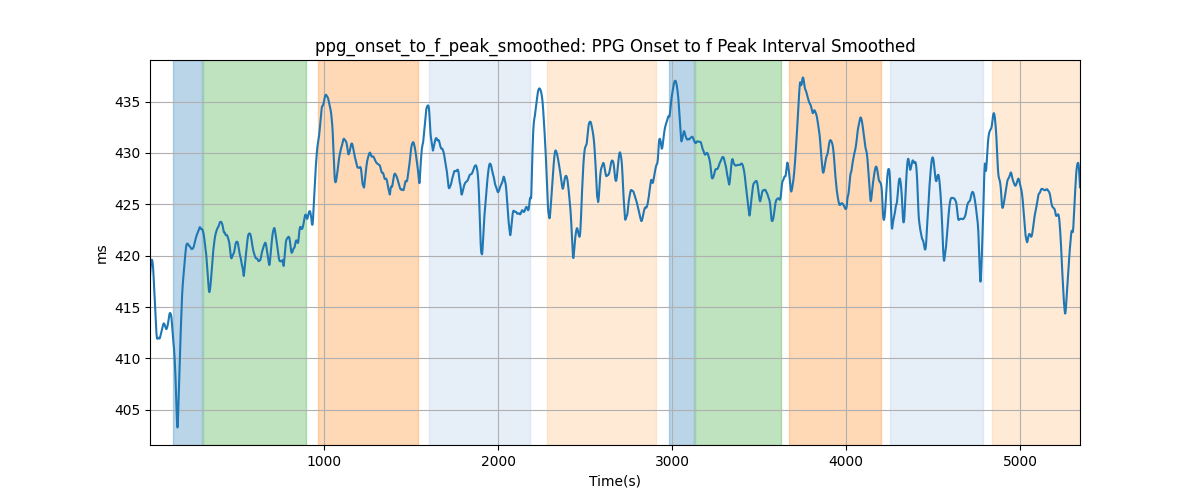 ppg_onset_to_f_peak_smoothed: PPG Onset to f Peak Interval Smoothed
435
430
425
420
415
410
405
ms
1000 2000 3000 4000 5000
Time(s)